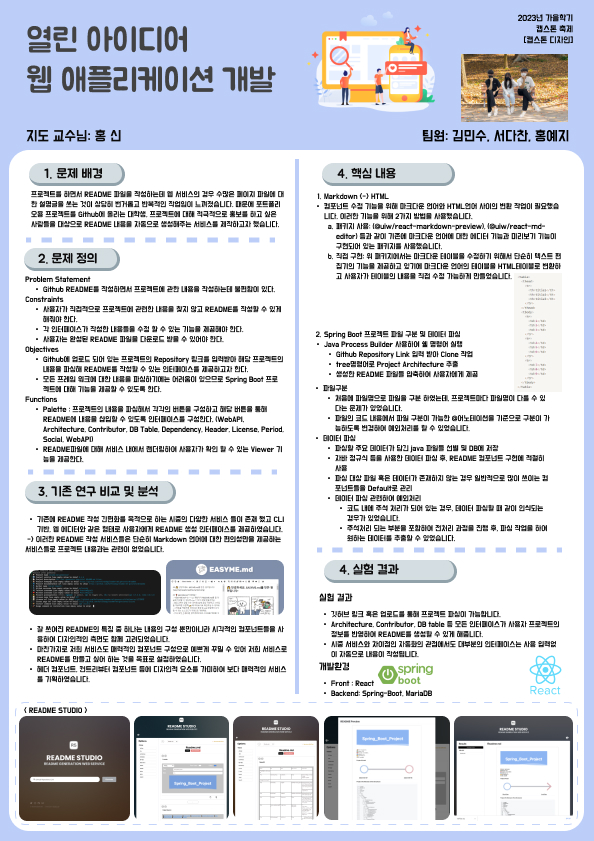 열린 아이디어
웹 애플리케이션 개발
2023년 가을학기
캡스톤 축제
[캡스톤 디자인]
지도 교수님: 홍 신
팀원: 김민수, 서다찬, 홍예지
1. 문제 배경
프로젝트를 하면서 README 파일을 작성하는데 웹 서비스의 경우 수많은 페이지 파일에 대
한 설명글을 쓰는 것이 상당히 번거롭고 반복적인 작업임이 느껴졌습니다. 때문에 포트폴리
오용 프로젝트를 Github에 올리는 대학생, 프로젝트에 대해 적극적으로 홍보를 하고 싶은
사람들을 대상으로 README 내용을 자동으로 생성해주는 서비스를 제작하고자 했습니다.
2. 문제 정의
Problem Statement
• Github README를 작성하면서 프로젝트에 관한 내용을 작성하는데 불편함이 있다.
Constraints
• 사용자가 직접적으로 프로젝트에 관련한 내용을 찾지 않고 README를 작성할 수 있게
해줘야 한다.
• 각 인터페이스가 작성한 내용들을 수정 할 수 있는 기능을 제공해야 한다.
• 사용자는 완성된 README 파일을 다운로드 받을 수 있어야 한다.
Objectives
• Github에 업로드 되어 있는 프로젝트의 Repository 링크를 입력받아 해당 프로젝트의
내용을 파싱해 README를 작성할 수 있는 인터페이스를 제공하고자 한다.
• 모든 프레임 워크에 대한 내용을 파싱하기에는 어려움이 있으므로 Spring Boot 프로
젝트에 대해 기능을 제공할 수 있도록 한다.
Functions
• Palette : 프로젝트의 내용을 파싱해서 각각의 버튼을 구성하고 해당 버튼을 통해
README에 내용을 삽입할 수 있도록 인터페이스를 구성한다. (WebAPI,
Architecture, Contributor, DB Table, Dependency, Header, License, Period,
Social, WebAPI)
• README파일에 대해 서비스 내에서 렌더링하여 사용자가 확인 할 수 있는 Viewer 기
능을 제공한다.
3. 기존 연구 비교 및 분석
• 기존에 README 작성 간편화를 목적으로 하는 시중의 다양한 서비스 들이 존재 했고 CLI
기반, 웹 에디터와 같은 형태로 사용자에게 README 생성 인터페이스를 제공하였습니다.
-> 이러한 README 작성 서비스들은 단순히 Markdown 언어에 대한 편의성만을 제공하는
서비스들로 프로젝트 내용과는 관련이 없었습니다.
EASYME.md
• 잘 쓰여진 README의 특징 중 하나는 내용의 구성 뿐만아니라 시각적인 컴포넌트들을 사
용하여 디자인적인 측면도 함께 고려되었습니다.
• 마찬가지로 저희 서비스도 매력적인 컴포넌트 구성으로 예쁘게 꾸밀 수 있어 저희 서비스로
README를 만들고 싶어 하는 것을 목표로 설정하였습니다.
• 헤더 컴포넌트, 컨트리뷰터 컴포넌트 등에 디자인적 요소를 가미하여 보다 매력적인 서비스
를 기획하였습니다.
4. 핵심 내용
1. Markdown <-> HTML
• 컴포넌트 수정 기능을 위해 마크다운 언어와 HTML언어 사이의 변환 작업이 필요했습
니다. 이러한 기능을 위해 2가지 방법을 사용했습니다.
a. 패키지 사용: (@uiw/react-markdown-preview), (@uiw/react-md-
editor) 등과 같이 기존에 마크다운 언어에 대한 에디터 기능과 미리보기 기능이
구현되어 있는 패키지를 사용했습니다.
b. 직접 구현: 위 패키지에서는 마크다운 테이블을 수정하기 위해서 단순히 텍스트 편
집기의 기능을 제공하고 있기에 마크다운 언어의 테이블을 HTML테이블로 변환하
고 사용자가 테이블의 내용을 직접 수정 가능하게 만들었습니다.
2. Spring Boot 프로젝트 파일 구분 및 데이터 파싱
• Java Process Builder 사용하여 쉘 명령어 실행
• Github Repository Link 입력 받아 Clone 작업
• tree명령어로 Project Architecture 추출
• 생성한 README 파일들 압축하여 사용자에게 제공
• 파일구분
• 처음에 파일명으로 파일을 구분 하였는데, 프로젝트마다 파일명이 다를 수 있
다는 문제가 있었습니다.
• 파일의 코드 내용에서 파일 구분이 가능한 @어노테이션을 기준으로 구분이 가
능하도록 변경하여 예외처리를 할 수 있었습니다.
• 데이터 파싱
• 파싱할 주요 데이터가 담긴 java 파일들 선별 및 DB에 저장
• 자바 정규식 등을 사용한 데이터 파싱 후, README 컴포넌트 구현에 적절히
사용
• 파싱 대상 파일 혹은 데이터가 존재하지 않는 경우 일반적으로 많이 쓰이는 컴
포넌트들을 Default로 관리
• 데이터 파싱 관련하여 예외처리
• 코드 내에 주석 처리가 되어 있는 경우, 데이터 파싱할 때 같이 인식되는
경우가 있었습니다.
• 주석처리 되는 부분을 포함하여 전처리 과정을 진행 후, 파싱 작업을 하여
원하는 데이터를 추출할 수 있었습니다.
4. 실험 결과
실험 결과
• 깃허브 링크 혹은 업로드를 통해 프로젝트 파싱이 가능합니다.
• Architecture, Contributor, DB table 등 모든 인터페이스가 사용자 프로젝트의
정보를 반영하여 README를 생성할 수 있게 해줍니다.
• 시중 서비스와 차이점인 자동화의 관점에서도 대부분의 인터페이스는 사용 입력없
이 자동으로 내용이 작성됩니다.
개발환경
• Front : React
• Backend: Spring-Boot, MariaDB
spring
boot
React
< README STUDIO >
README STUDIO
README GENERATION WEB SERVICE
README STUDIO
Spring_Boot_Project
README STUDIO
Spring_Boot_Project
README STUDIO
Spring_Boot_Project